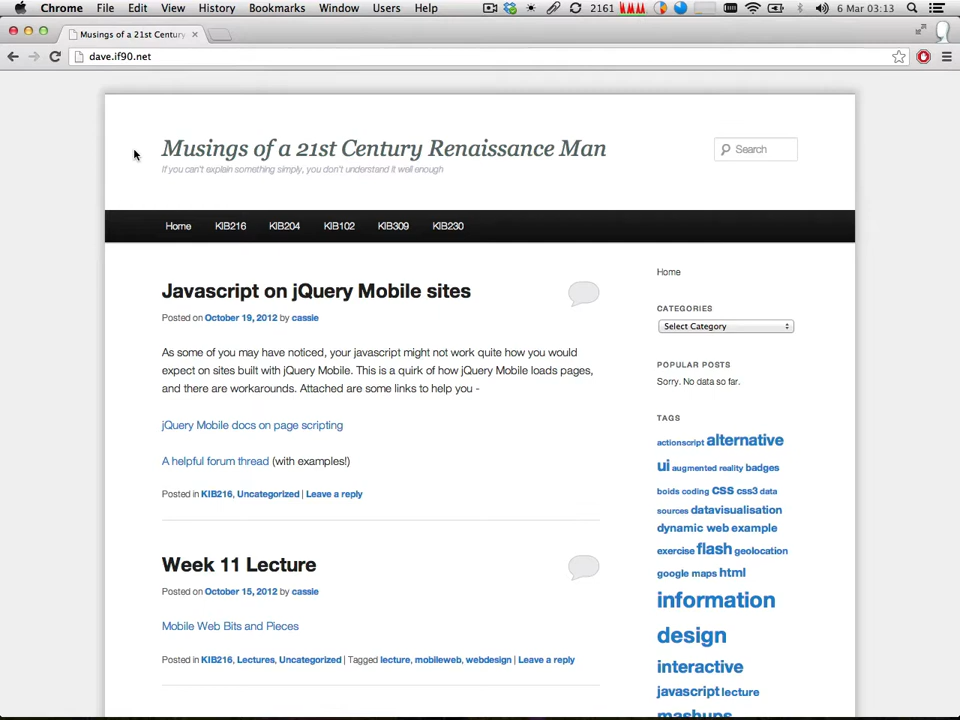 Chrome File Edit View History Bookmarks Window Users Help 2161 6 Mar 03:13
Musings of a 21st Century
dave.if90.net
Musings of a 21st Century Renaissance Man
If you can't explain something simply, you don't understand it well enough
Search
Home KIB216 KIB204 KIB102 KIB309 KIB230
Javascript on jQuery Mobile sites
Posted on October 19, 2012 by cassie
As some of you may have noticed, your javascript might not work quite how you would
expect on sites built with jQuery Mobile. This is a quirk of how jQuery Mobile loads pages,
and there are workarounds. Attached are some links to help you -
jQuery Mobile docs on page scripting
A helpful forum thread (with examples!)
Posted in KIB216, Uncategorized | Leave a reply
Week 11 Lecture
Posted on October 15, 2012 by cassie
Mobile Web Bits and Pieces
Posted in KIB216, Lectures, Uncategorized | Tagged lecture, mobileweb, webdesign | Leave a reply
Home
CATEGORIES
Select Category
POPULAR POSTS
Sorry. No data so far.
TAGS
actionscript alternative
ui augmented reality badges
boids coding css css3 data
sources datavisualisation
dynamic web example
exercise flash geolocation
google maps html
information
design
interactive
javascript lecture
mashups